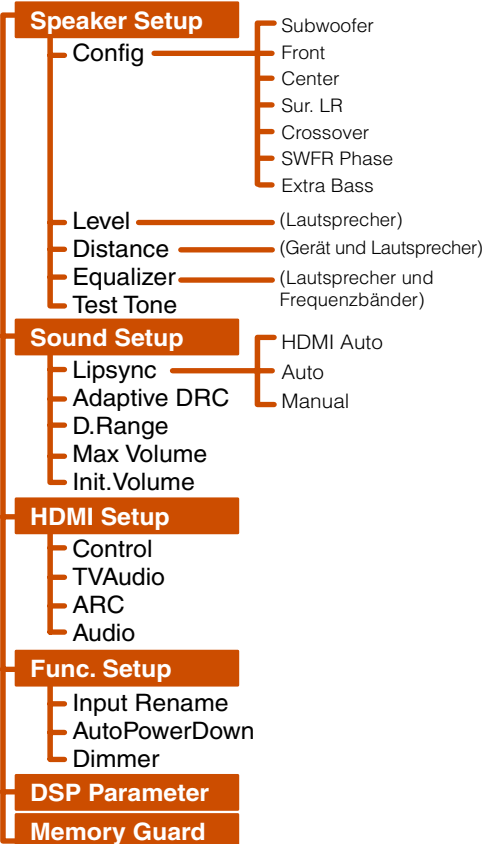 Speaker Setup
Config
Subwoofer
Front
Center
Sur. LR
Crossover
SWFR Phase
Extra Bass
Level
(Lautsprecher)
Distance
(Gerät und Lautsprecher)
Equalizer
(Lautsprecher und
Frequenzbänder)
Test Tone
Sound Setup
Lipsync
HDMI Auto
Auto
Manual
Adaptive DRC
D.Range
Max Volume
Init.Volume
HDMI Setup
Control
TVAudio
ARC
Audio
Func. Setup
Input Rename
AutoPowerDown
Dimmer
DSP Parameter
Memory Guard